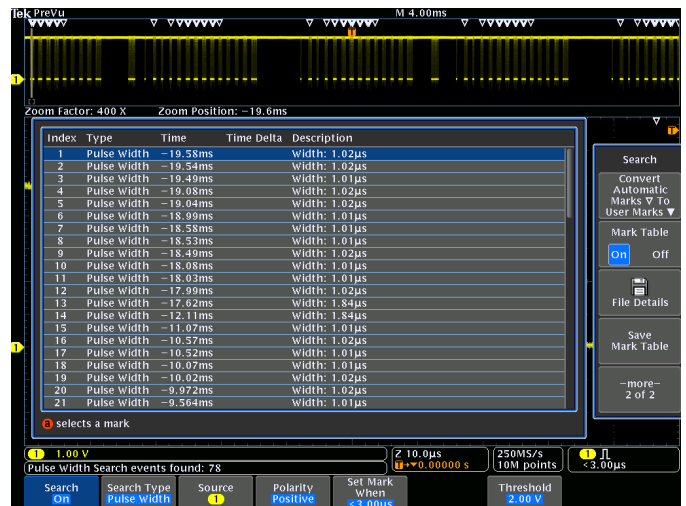 Tek PreVu M 4.00ms
T
1
Zoom Factor: 400 X Zoom Position: −19.6ms
Index Type Time Time Delta Description
1 Pulse Width −19.58ms Width: 1.02µs
2 Pulse Width −19.54ms Width: 1.02µs
3 Pulse Width −19.49ms Width: 1.01µs
4 Pulse Width −19.08ms Width: 1.02µs
5 Pulse Width −19.04ms Width: 1.02µs
6 Pulse Width −18.99ms Width: 1.01µs
7 Pulse Width −18.58ms Width: 1.01µs
8 Pulse Width −18.53ms Width: 1.01µs
9 Pulse Width −18.49ms Width: 1.02µs
10 Pulse Width −18.08ms Width: 1.01µs
11 Pulse Width −18.03ms Width: 1.01µs
12 Pulse Width −17.99ms Width: 1.02µs
13 Pulse Width −17.62ms Width: 1.84µs
14 Pulse Width −12.11ms Width: 1.84µs
15 Pulse Width −11.07ms Width: 1.01µs
16 Pulse Width −10.57ms Width: 1.02µs
17 Pulse Width −10.52ms Width: 1.01µs
18 Pulse Width −10.07ms Width: 1.01µs
19 Pulse Width −10.02ms Width: 1.02µs
20 Pulse Width −9.972ms Width: 1.02µs
21 Pulse Width −9.564ms Width: 1.01µs
a selects a mark
1
T
Search
Convert
Automatic
Marks ∇ To
User Marks ▼
Mark Table
On Off
File Details
Save
Mark Table
−more−
2 of 2
1 1.00 V
Z 10.0µs
T→▼0.00000 s
250MS/s
10M points
1
<3.00µs
Pulse Width Search events found: 78
Search
On
Search Type
Pulse Width
Source
1
Polarity
Positive
Set Mark
When
<3.00µs
Threshold
2.00 V